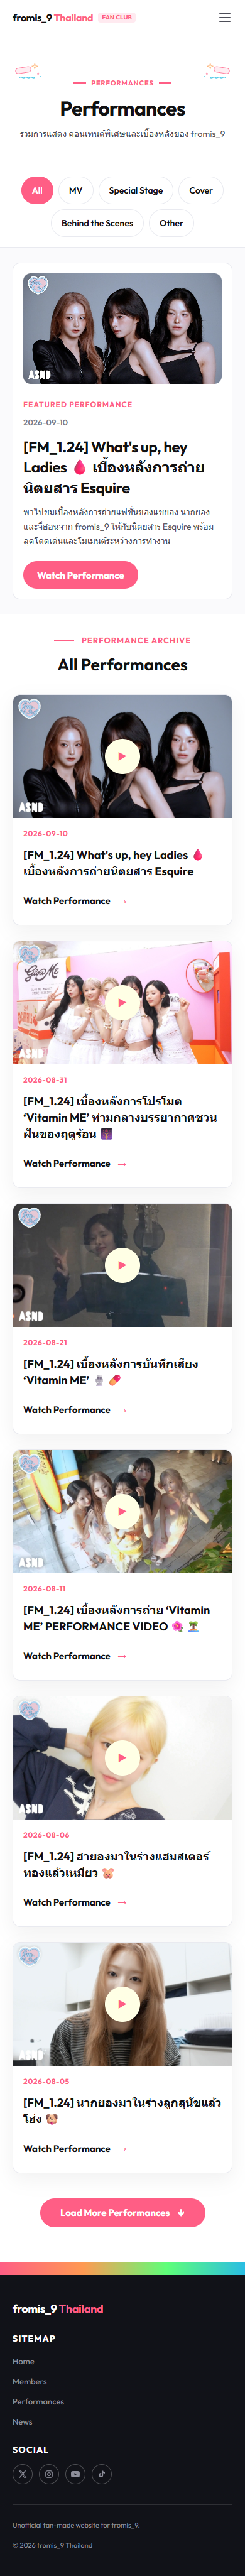 fromis_9 Thailand FAN CLUB
PERFORMANCES
Performances
รวมการแสดง คอนเทนต์พิเศษและเบื้องหลังของ fromis_9
All MV Special Stage Cover
Behind the Scenes Other
ASND
FEATURED PERFORMANCE
2026-09-10
[FM_1.24] What's up, hey
Ladies 🩸 เบื้องหลังการถ่าย
นิตยสาร Esquire
พาไปชมเบื้องหลังการถ่ายแฟชั่นของแชยอง นากยอง
และจีฮอนจาก fromis_9 ให้กับนิตยสาร Esquire พร้อม
ลุคโดดเด่นและโมเมนต์ระหว่างการทำงาน
Watch Performance
PERFORMANCE ARCHIVE
All Performances
ASND
2026-09-10
[FM_1.24] What's up, hey Ladies 🩸
เบื้องหลังการถ่ายนิตยสาร Esquire
Watch Performance →
ASND
2026-08-31
[FM_1.24] เบื้องหลังการโปรโมต
‘Vitamin ME’ ท่ามกลางบรรยากาศชวน
ฝันของฤดูร้อน 🌆
Watch Performance →
ASND
2026-08-21
[FM_1.24] เบื้องหลังการบันทึกเสียง
‘Vitamin ME’ 🎙️ 💊
Watch Performance →
ASND
2026-08-11
[FM_1.24] เบื้องหลังการถ่าย ‘Vitamin
ME’ PERFORMANCE VIDEO 🌺 🏝️
Watch Performance →
ASND
2026-08-06
[FM_1.24] ฮายองมาในร่างแฮมสเตอร์
ทองแล้วเหมียว 🐹
Watch Performance →
ASND
2026-08-05
[FM_1.24] นากยองมาในร่างลูกสุนัขแล้ว
โฮ่ง 🐶
Watch Performance →
Load More Performances ↓
fromis_9 Thailand
SITEMAP
Home
Members
Performances
News
SOCIAL
Unofficial fan-made website for fromis_9.
© 2026 fromis_9 Thailand